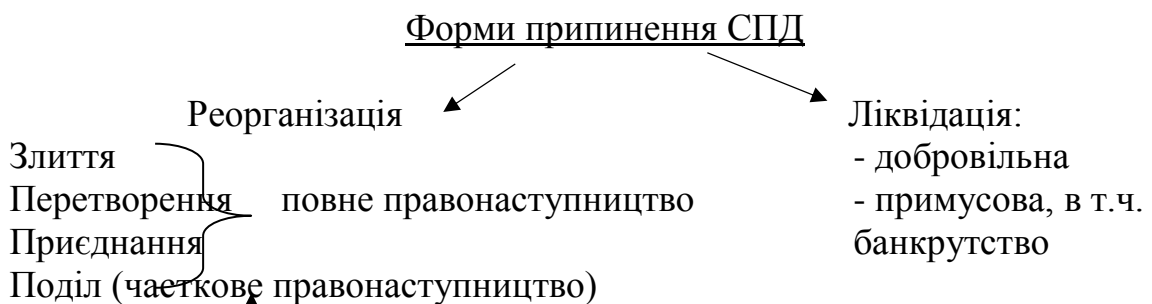 Форми припинення СПД
Реорганізація Ліквідація:
Злиття - добровільна
Перетворення повне правонаступництво - примусова, в т.ч.
Приєднання банкрутство
Поділ (часткове правонаступництво)